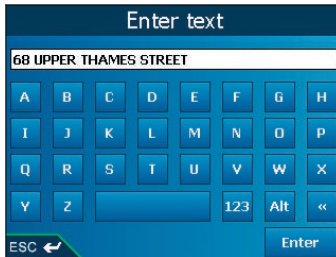 Enter text
68 UPPER THAMES STREET
A B C D E F G H
I J K L M N O P
Q R S T U V W X
Y Z 123 Alt «
ESC Enter